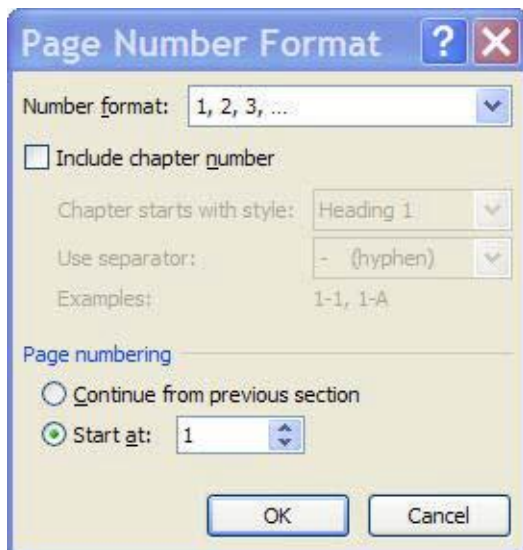 Page Number Format ?
Number format: 1, 2, 3, ...
Include chapter number
Chapter starts with style: Heading 1
Use separator: - (hyphen)
Examples: 1-1, 1-A
Page numbering
Continue from previous section
Start at: 1
OK Cancel